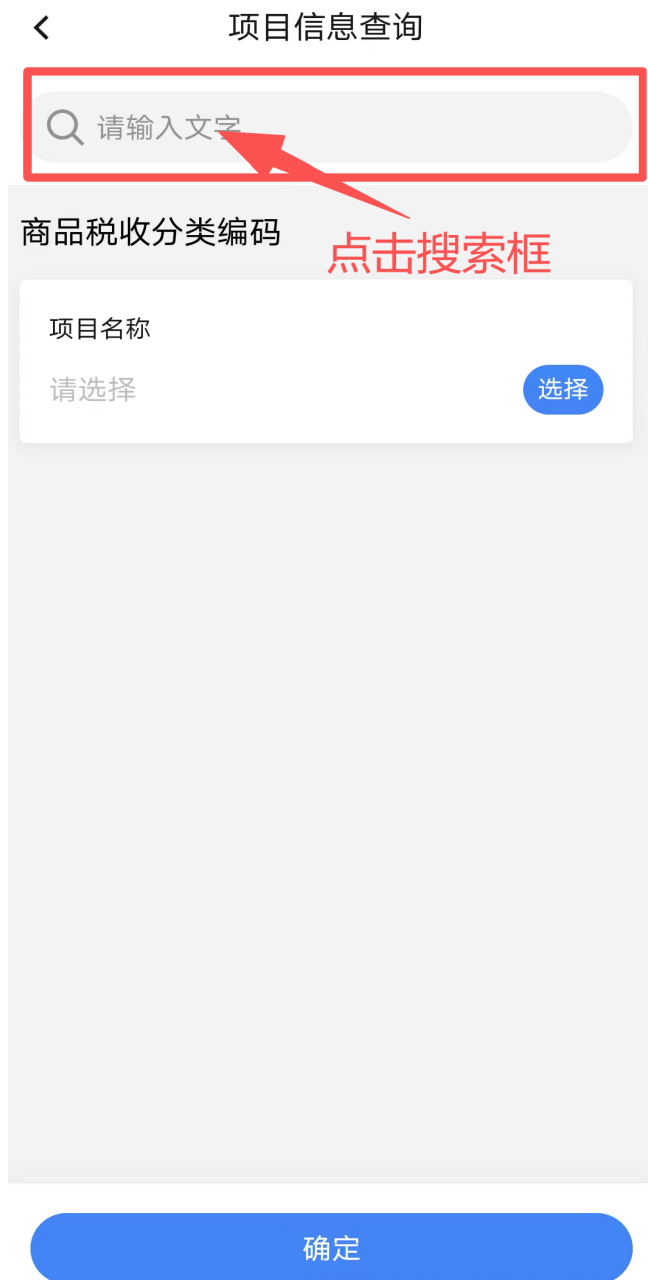 项目信息查询
请输入文字
商品税收分类编码
点击搜索框
项目名称
请选择
选择
确定